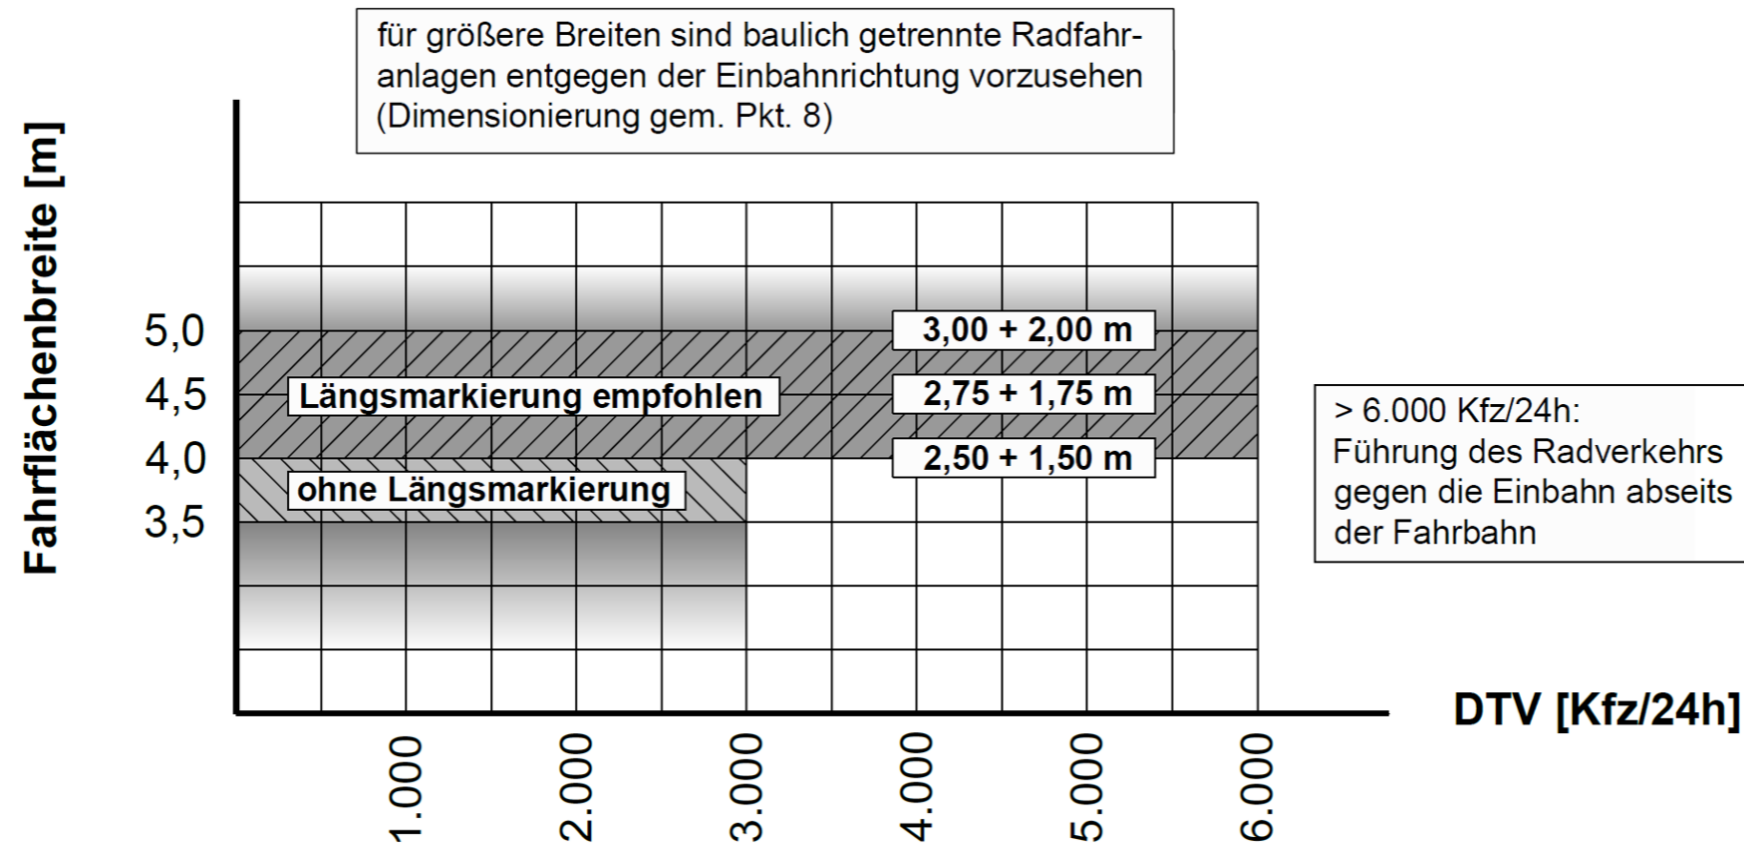 für größere Breiten sind baulich getrennte Radfahr-
anlagen entgegen der Einbahnrichtung vorzusehen
(Dimensionierung gem. Pkt. 8)
Fahrflächenbreite [m]
5,0
4,5
4,0
3,5
3,00 + 2,00 m
Längsmarkierung empfohlen
2,75 + 1,75 m
2,50 + 1,50 m
ohne Längsmarkierung
> 6.000 Kfz/24h:
Führung des Radverkehrs
gegen die Einbahn abseits
der Fahrbahn
DTV [Kfz/24h]
1.000
2.000
3.000
4.000
5.000
6.000